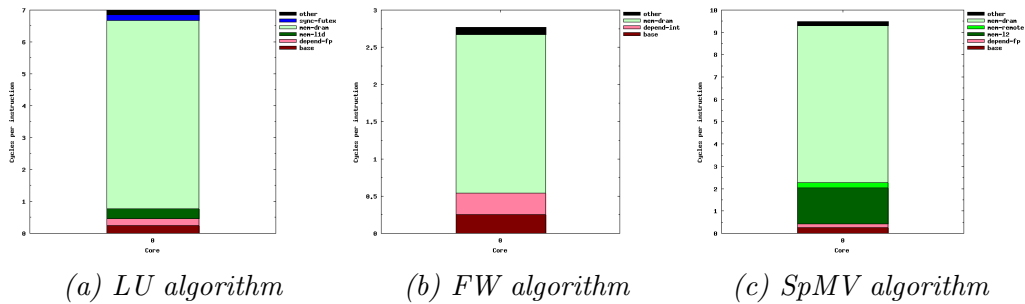 7
6
5
4
3
2
1
0
Cycles per instruction
0
Core
other
sync-futex
mem-dram
mem-l1d
depend-fp
base
(a) LU algorithm
3
2.5
2
1.5
1
0.5
0
Cycles per instruction
0
Core
other
mem-dram
depend-int
base
(b) FW algorithm
10
9
8
7
6
5
4
3
2
1
0
Cycles per instruction
0
Core
other
mem-dram
mem-remote
mem-l2
depend-fp
base
(c) SpMV algorithm